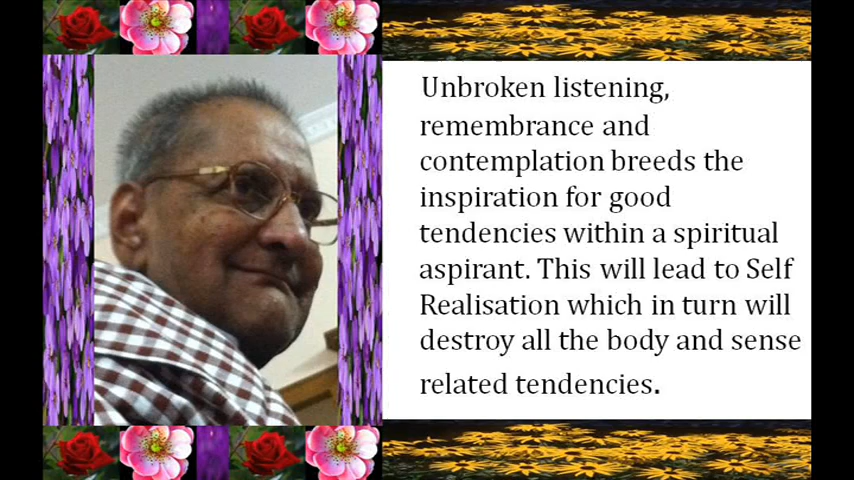 Unbroken listening,
remembrance and
contemplation breeds the
inspiration for good
tendencies within a spiritual
aspirant. This will lead to Self
Realisation which in turn will
destroy all the body and sense
related tendencies.